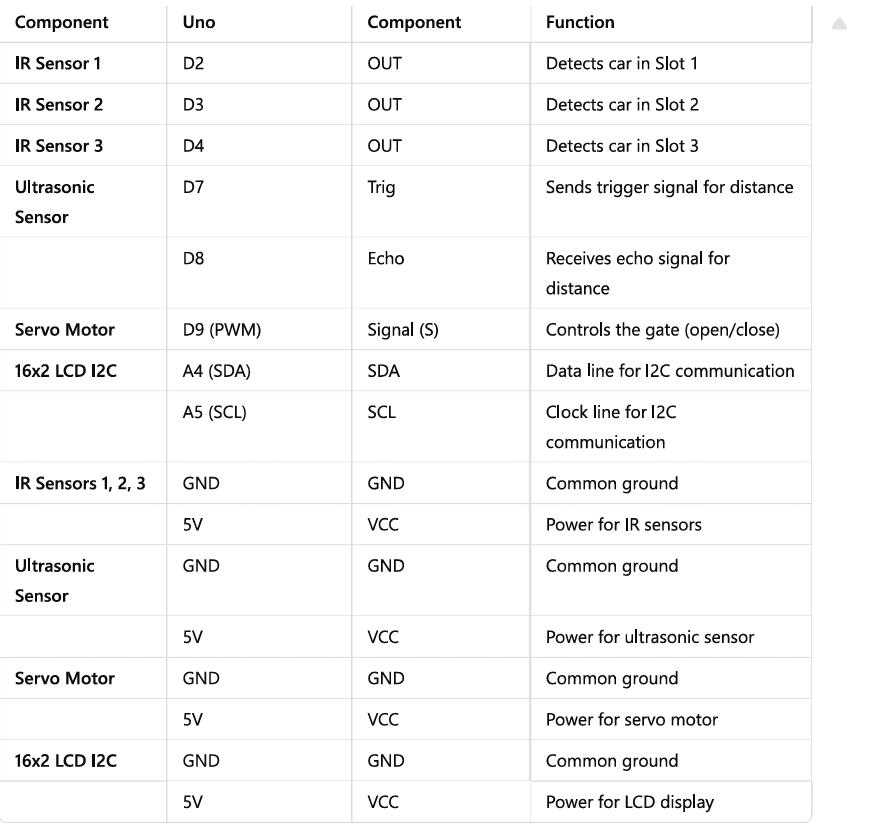 Component Uno Component Function
IR Sensor 1 D2 OUT Detects car in Slot 1
IR Sensor 2 D3 OUT Detects car in Slot 2
IR Sensor 3 D4 OUT Detects car in Slot 3
Ultrasonic Sensor D7 Trig Sends trigger signal for distance
D8 Echo Receives echo signal for distance
Servo Motor D9 (PWM) Signal (S) Controls the gate (open/close)
16x2 LCD I2C A4 (SDA) SDA Data line for I2C communication
A5 (SCL) SCL Clock line for I2C communication
IR Sensors 1, 2, 3 GND GND Common ground
5V VCC Power for IR sensors
Ultrasonic Sensor GND GND Common ground
5V VCC Power for ultrasonic sensor
Servo Motor GND GND Common ground
5V VCC Power for servo motor
16x2 LCD I2C GND GND Common ground
5V VCC Power for LCD display